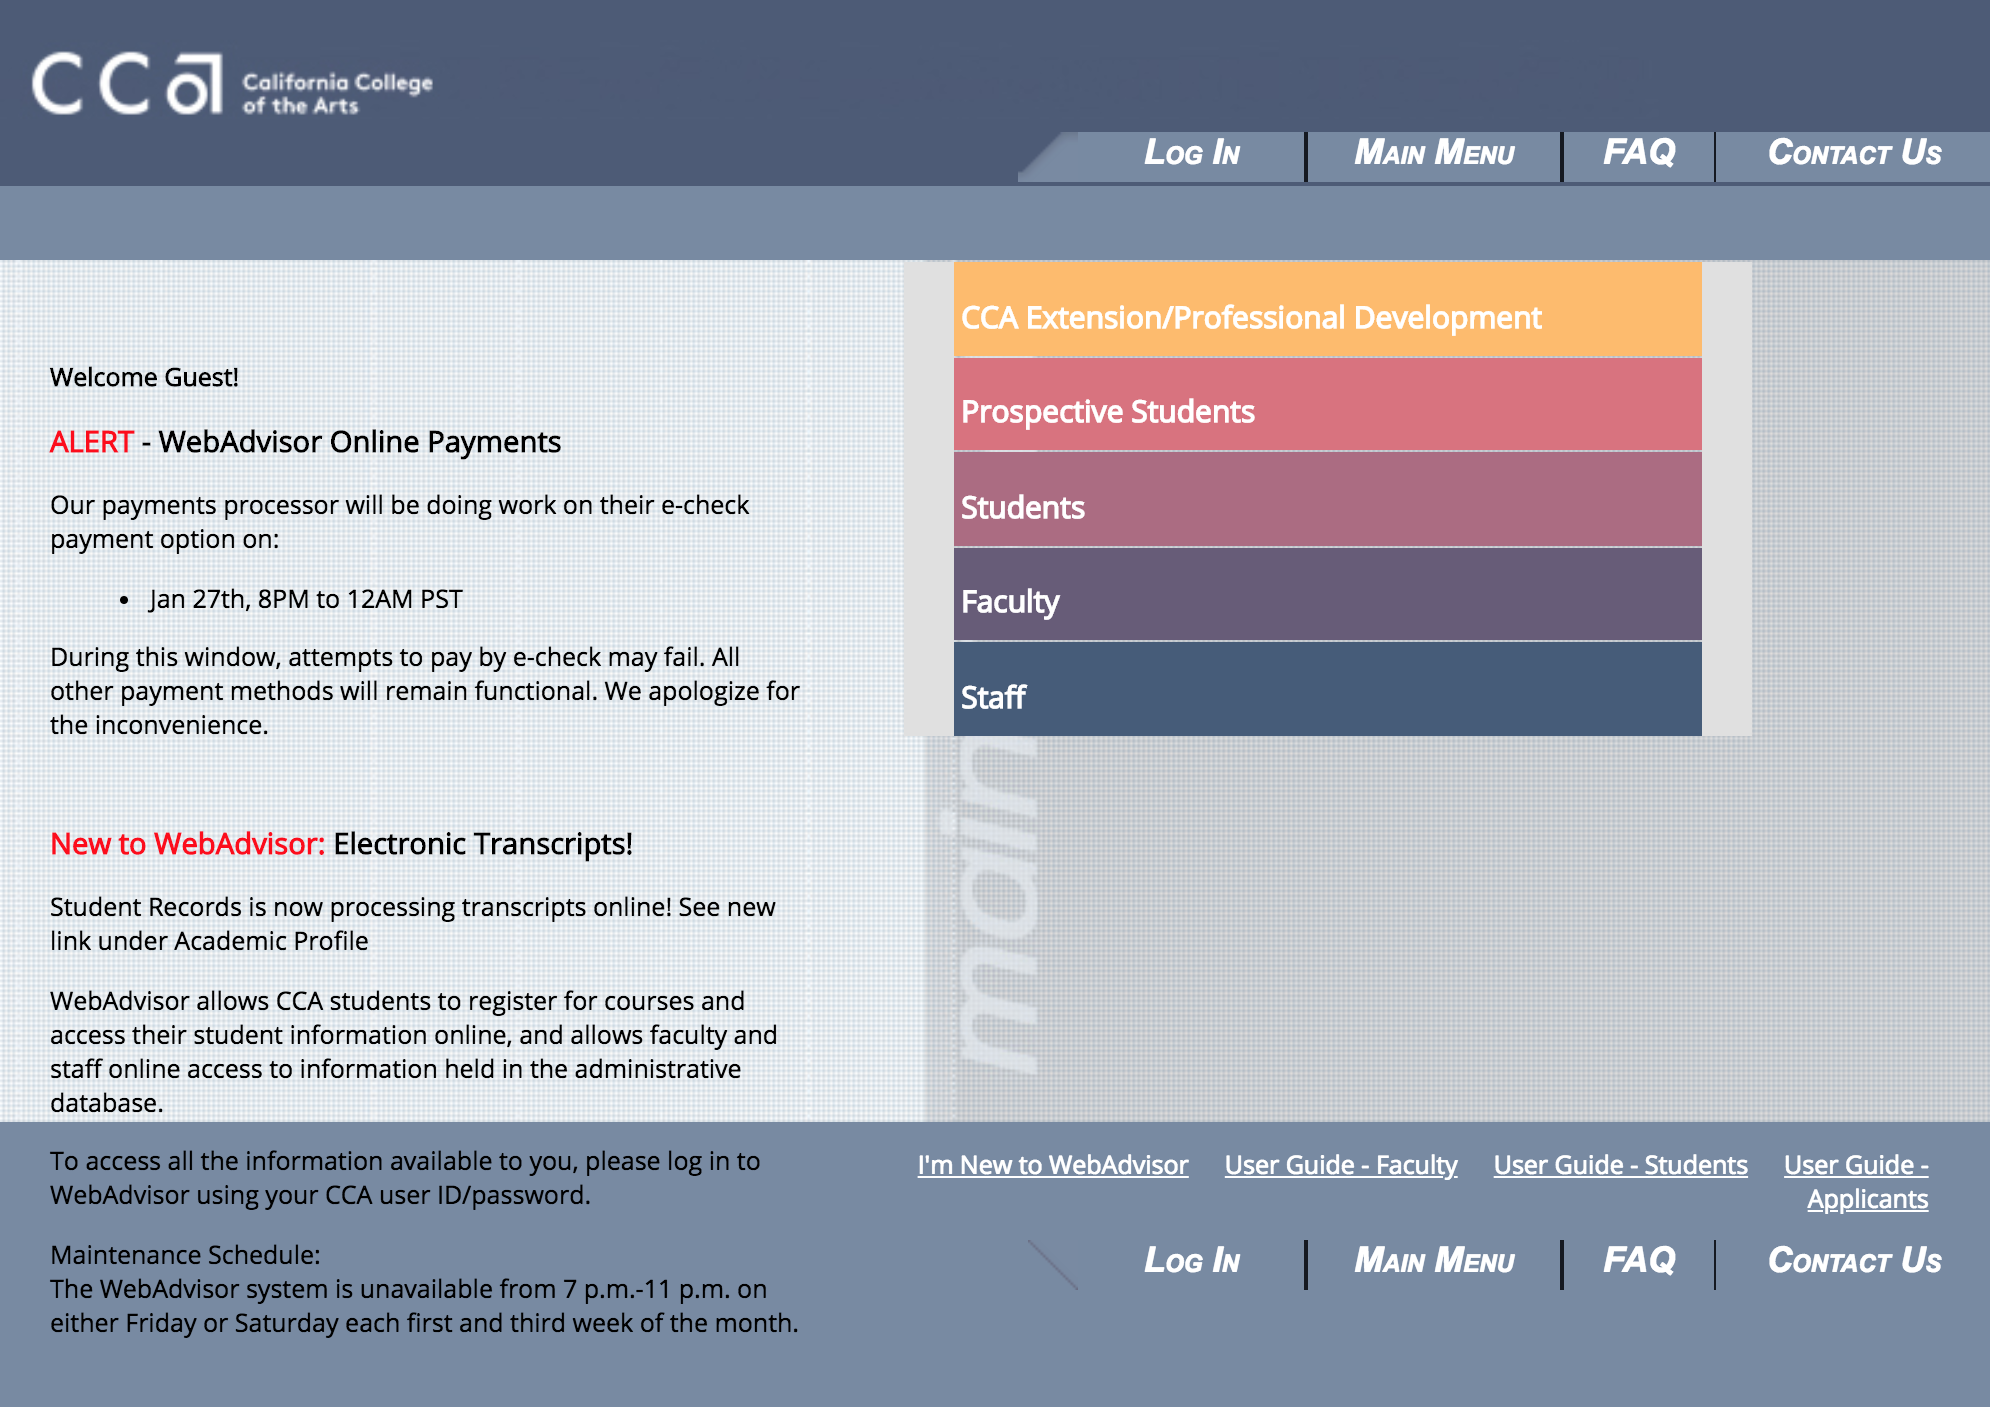 CCA California College
of the Arts
LOG IN
MAIN MENU
FAQ
CONTACT US
Welcome Guest!
ALERT - WebAdvisor Online Payments
Our payments processor will be doing work on their e-check
payment option on:
• Jan 27th, 8PM to 12AM PST
During this window, attempts to pay by e-check may fail. All
other payment methods will remain functional. We apologize for
the inconvenience.
New to WebAdvisor: Electronic Transcripts!
Student Records is now processing transcripts online! See new
link under Academic Profile
WebAdvisor allows CCA students to register for courses and
access their student information online, and allows faculty and
staff online access to information held in the administrative
database.
To access all the information available to you, please log in to
WebAdvisor using your CCA user ID/password.
Maintenance Schedule:
The WebAdvisor system is unavailable from 7 p.m.-11 p.m. on
either Friday or Saturday each first and third week of the month.
CCA Extension/Professional Development
Prospective Students
Students
Faculty
Staff
main
I'm New to WebAdvisor
User Guide - Faculty
User Guide - Students
User Guide -
Applicants
LOG IN
MAIN MENU
FAQ
CONTACT US